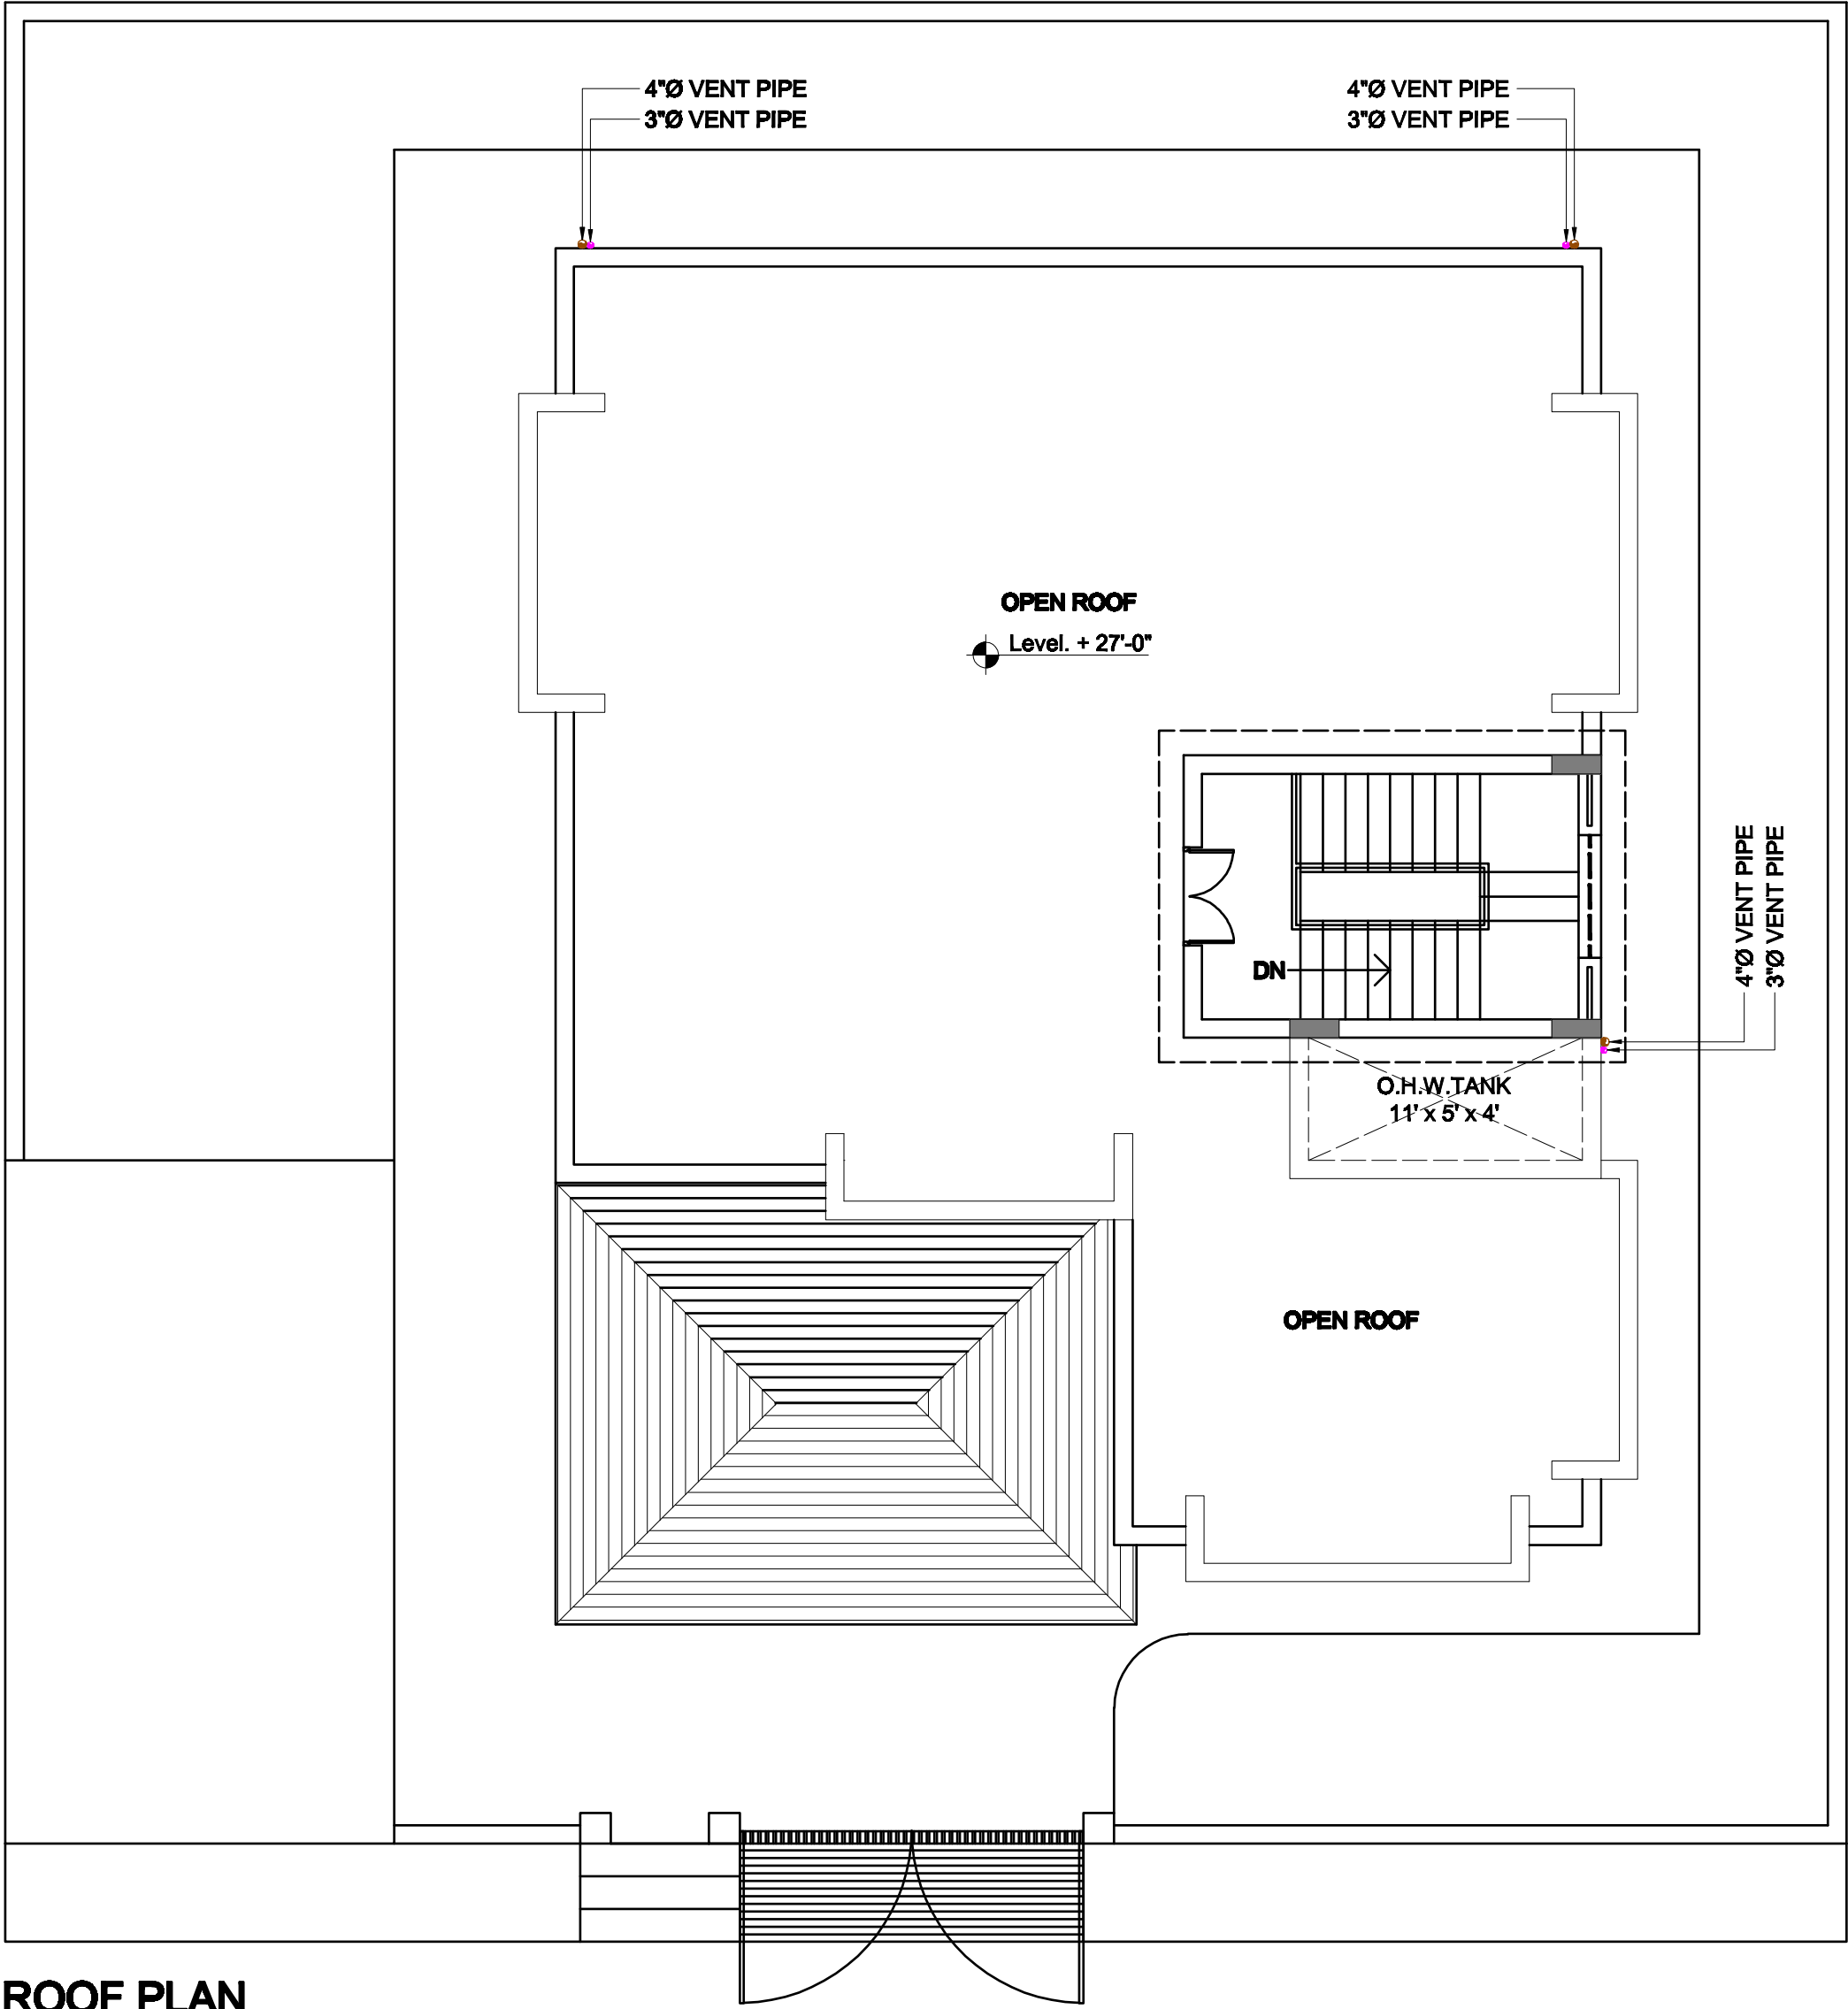 4"Ø VENT PIPE
3"Ø VENT PIPE
4"Ø VENT PIPE
3"Ø VENT PIPE
OPEN ROOF
Level. + 27'-0"
4"Ø VENT PIPE
3"Ø VENT PIPE
DN
O.H.W.TANK
11' x 5' x 4'
OPEN ROOF
ROOF PLAN